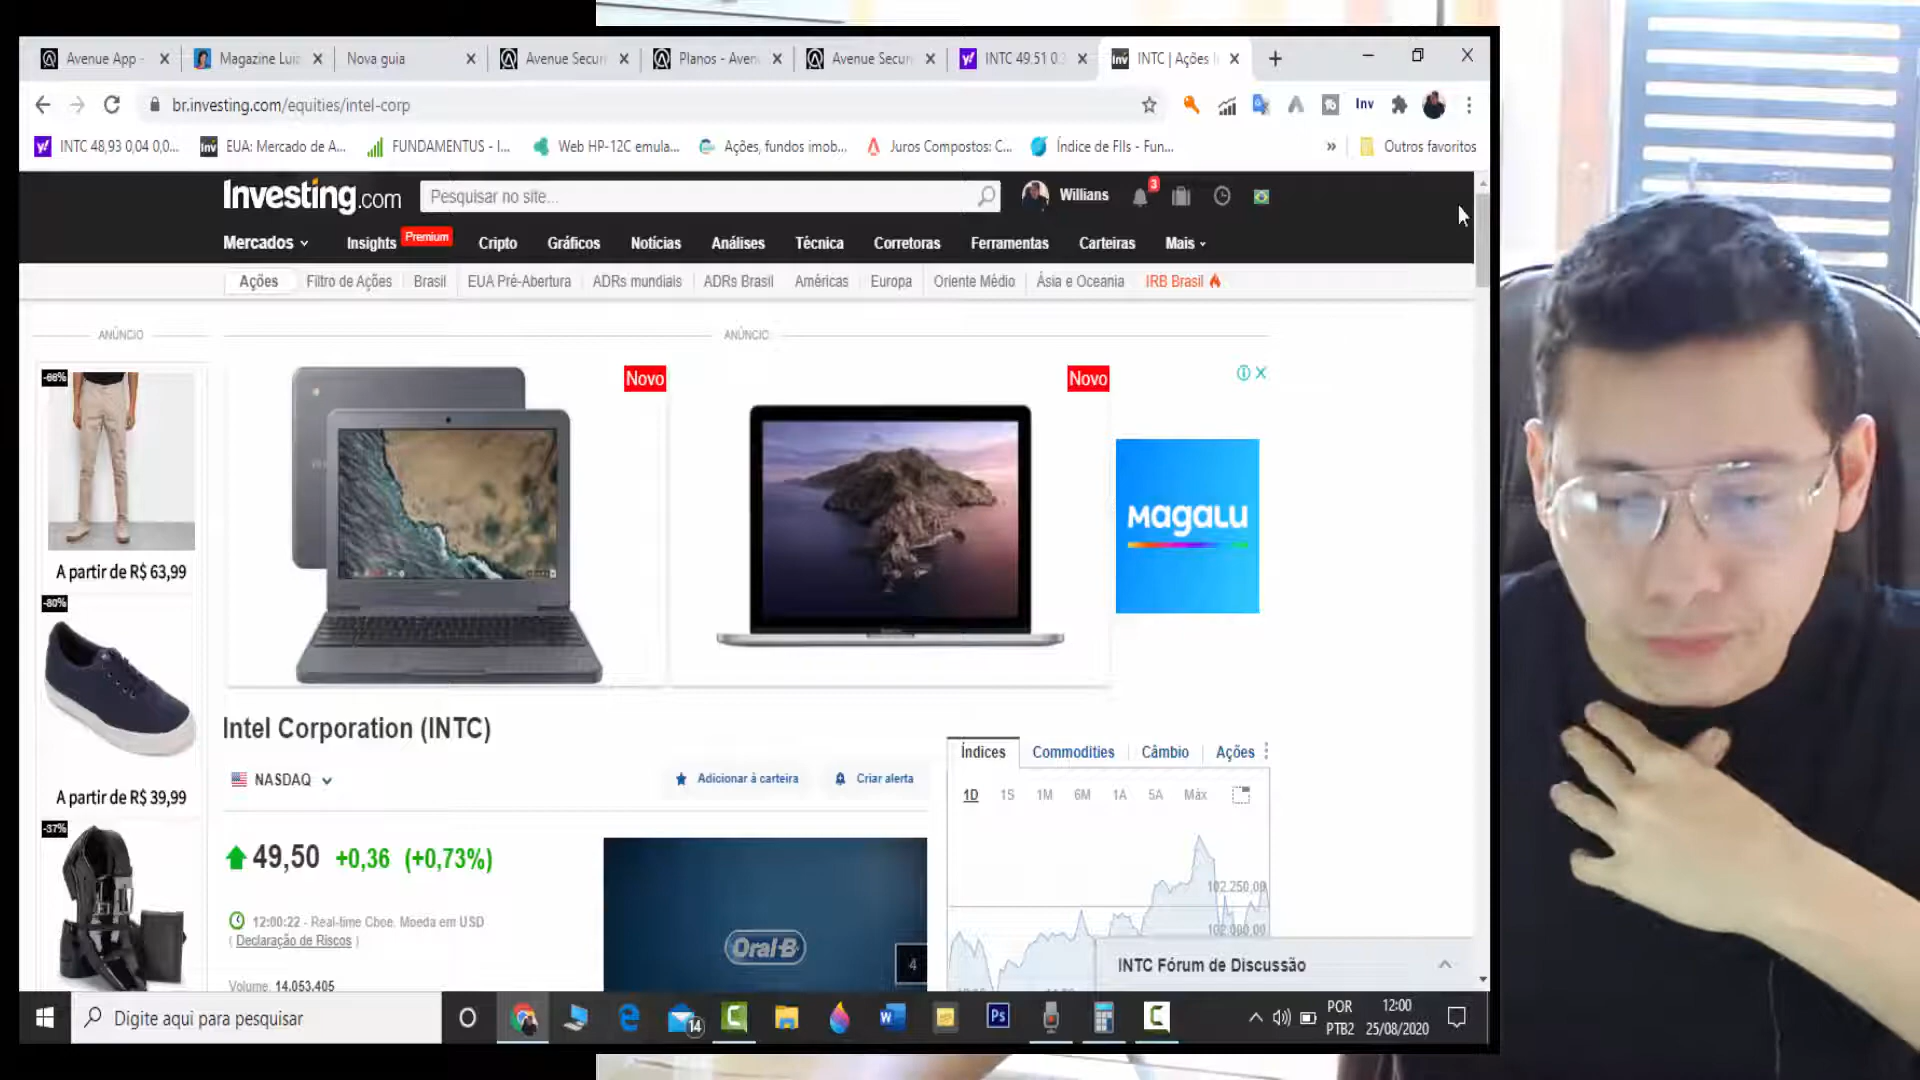 Avenue App -
Magazine Lui
Nova guia
Avenue Secur
Planos - Aven
Avenue Secur
INTC 49.51 0.
INTC | Ações I
br.investing.com/equities/intel-corp
Inv
INTC 48,93 0,04 0,0...
EUA: Mercado de A...
FUNDAMENTUS - I...
Web HP-12C emula...
Ações, fundos imob...
Juros Compostos: C...
Índice de FIIs - Fun...
»
Outros favoritos
Investing.com
Pesquisar no site...
Willians
3
Mercados
Insights
Premium
Cripto
Gráficos
Notícias
Análises
Técnica
Corretoras
Ferramentas
Carteiras
Mais
Ações
Filtro de Ações
Brasil
EUA Pré-Abertura
ADRs mundiais
ADRs Brasil
Américas
Europa
Oriente Médio
Ásia e Oceania
IRB Brasil
ANÚNCIO
ANÚNCIO
-66%
A partir de R$ 63,99
-80%
A partir de R$ 39,99
-37%
Novo
Novo
Magalu
Intel Corporation (INTC)
NASDAQ
Adicionar à carteira
Criar alerta
49,50 +0,36 (+0,73%)
12:00:22 - Real-time Cboe. Moeda em USD
( Declaração de Riscos )
Volume: 14.053.405
Oral-B
4
Índices
Commodities
Câmbio
Ações
1D
1S
1M
6M
1A
5A
Máx
102.250,00
102.000,00
INTC Fórum de Discussão
Digite aqui para pesquisar
14
Ps
POR
PTB2
12:00
25/08/2020